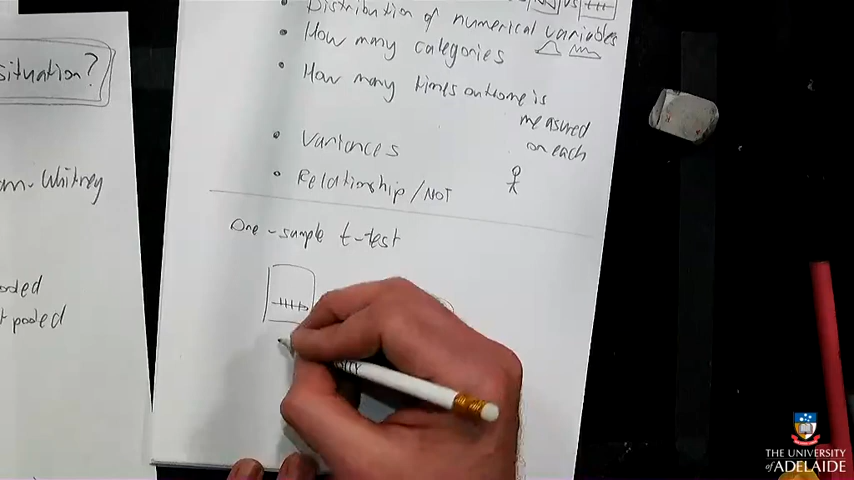 situation?
Whitney
pooled
VS
Distribution of numerical variables
How many categories
How many times outcome is
measured
on each
Variances
Relationship/NOT
One-sample t-test
THE UNIVERSITY
of ADELAIDE